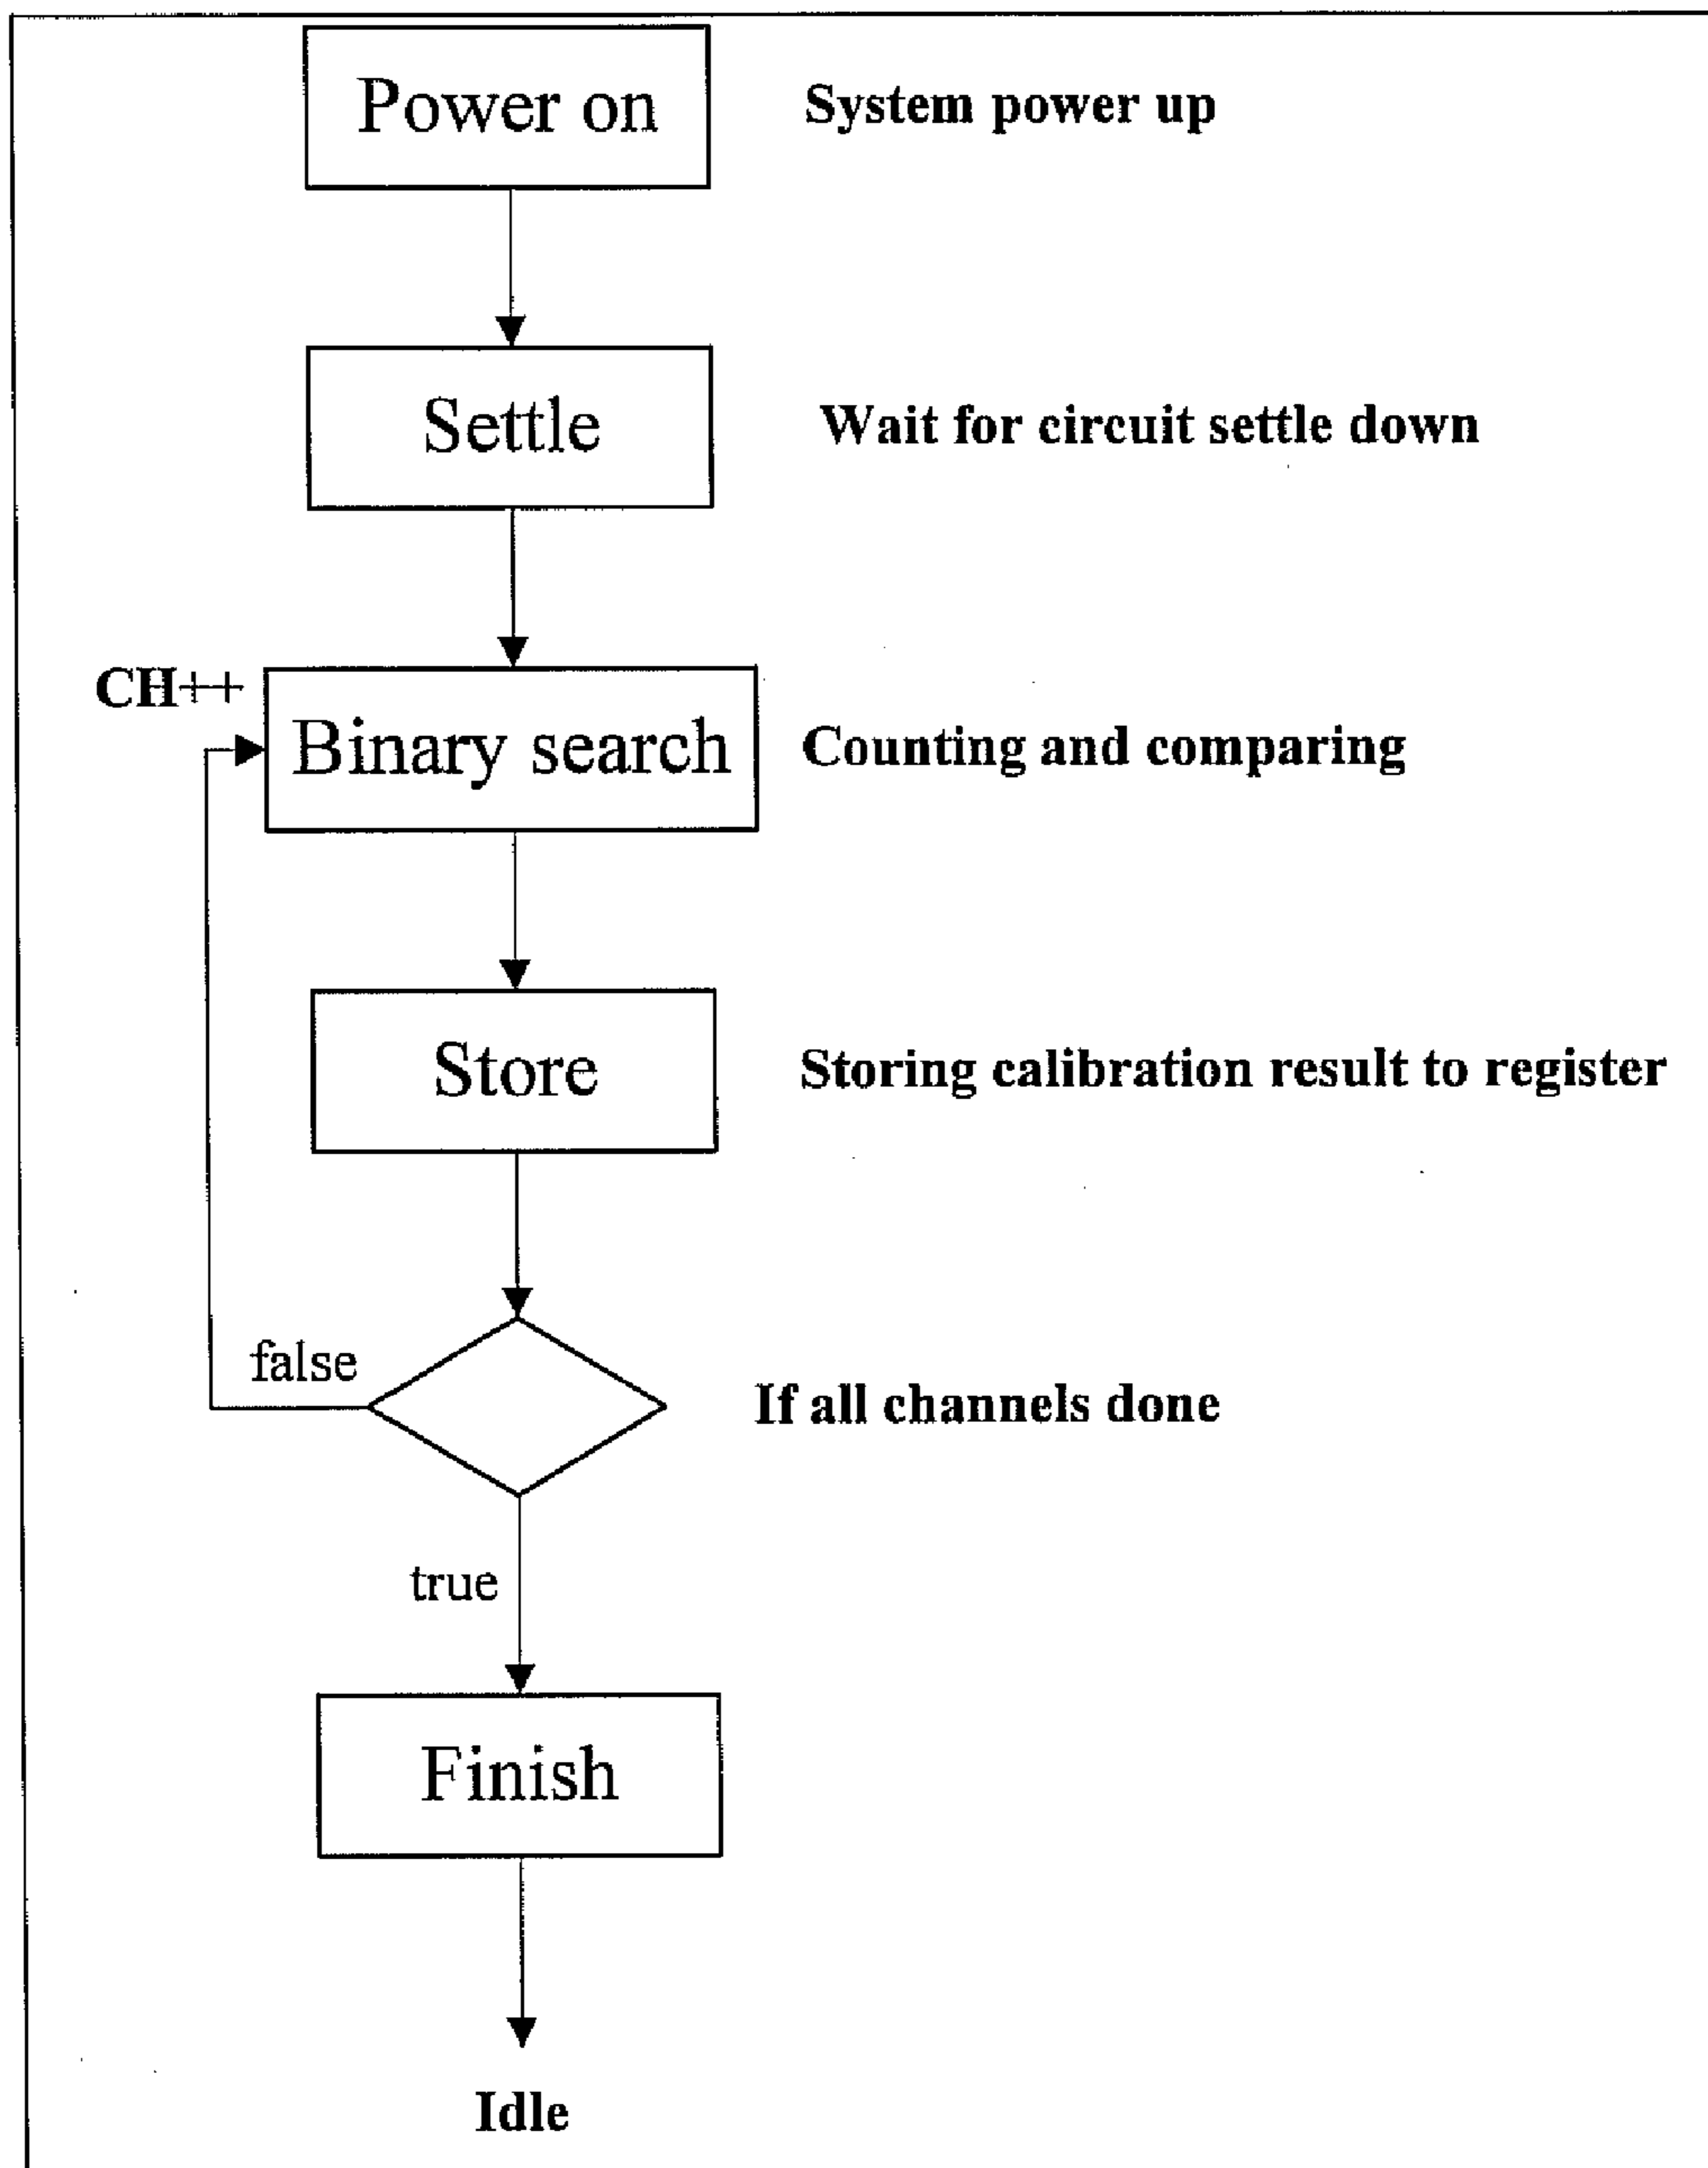 Power on
System power up
Settle
Wait for circuit settle down
CH++
Binary search
Counting and comparing
Store
Storing calibration result to register
false
If all channels done
true
Finish
Idle